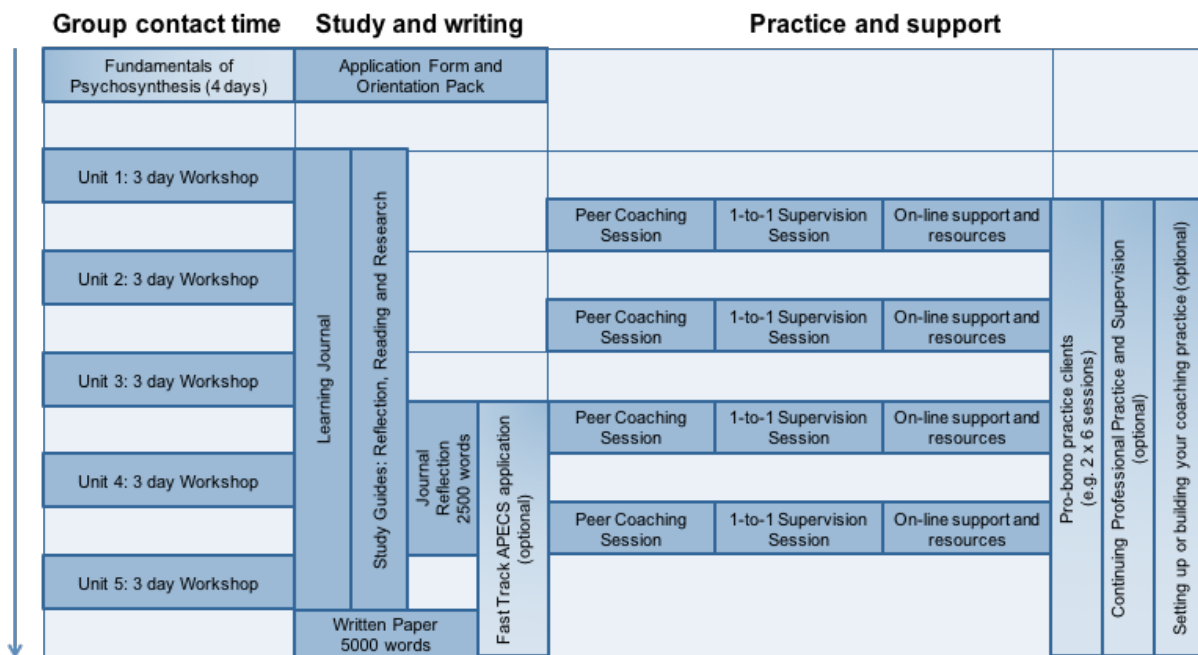 Group contact time
Study and writing
Practice and support
Fundamentals of
Psychosynthesis (4 days)
Application Form and
Orientation Pack
Unit 1: 3 day Workshop
Unit 2: 3 day Workshop
Unit 3: 3 day Workshop
Unit 4: 3 day Workshop
Unit 5: 3 day Workshop
Learning Journal
Study Guides: Reflection, Reading and Research
Journal
Reflection
2500 words
Fast Track APECS application
(optional)
Written Paper
5000 words
Peer Coaching
Session
1-to-1 Supervision
Session
On-line support and
resources
Peer Coaching
Session
1-to-1 Supervision
Session
On-line support and
resources
Peer Coaching
Session
1-to-1 Supervision
Session
On-line support and
resources
Peer Coaching
Session
1-to-1 Supervision
Session
On-line support and
resources
Pro-bono practice clients
(e.g. 2 x 6 sessions)
Continuing Professional Practice and Supervision
(optional)
Setting up or building your coaching practice (optional)